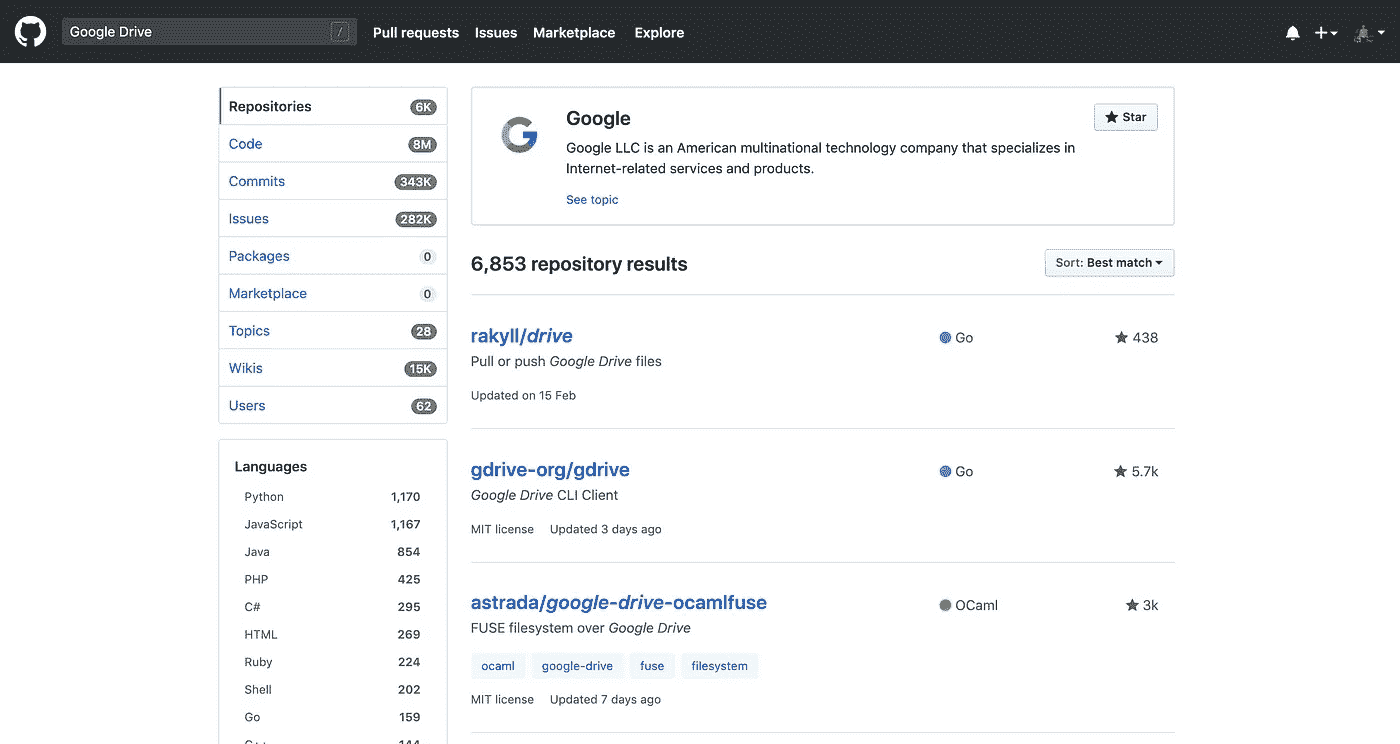 Google Drive /
Pull requests Issues Marketplace Explore
Repositories 6K
Code 8M
Commits 343K
Issues 282K
Packages 0
Marketplace 0
Topics 28
Wikis 15K
Users 62
Languages
Python 1,170
JavaScript 1,167
Java 854
PHP 425
C# 295
HTML 269
Ruby 224
Shell 202
Go 159
Google
Star
Google LLC is an American multinational technology company that specializes in
Internet-related services and products.
See topic
6,853 repository results
Sort: Best match
rakyll/drive
Go
438
Pull or push Google Drive files
Updated on 15 Feb
gdrive-org/gdrive
Go
5.7k
Google Drive CLI Client
MIT license Updated 3 days ago
astrada/google-drive-ocamlfuse
OCaml
3k
FUSE filesystem over Google Drive
ocaml google-drive fuse filesystem
MIT license Updated 7 days ago